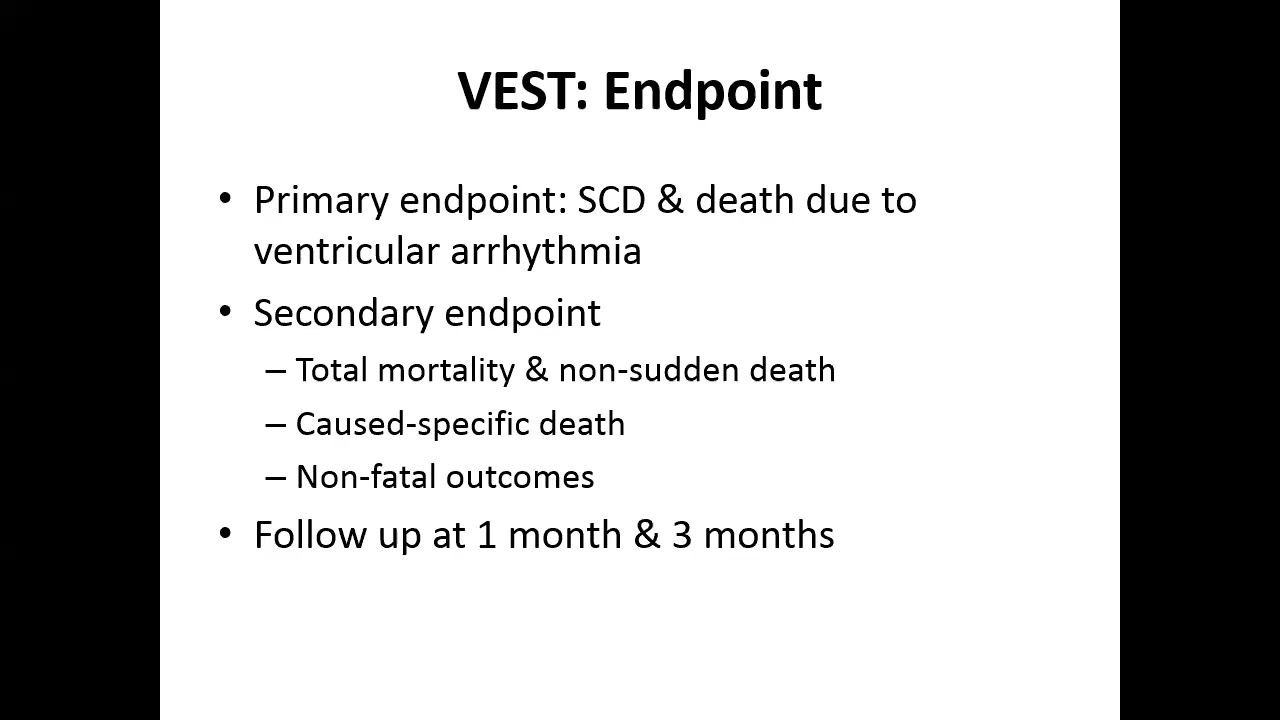 VEST: Endpoint
• Primary endpoint: SCD & death due to
ventricular arrhythmia
• Secondary endpoint
– Total mortality & non-sudden death
– Caused-specific death
– Non-fatal outcomes
• Follow up at 1 month & 3 months